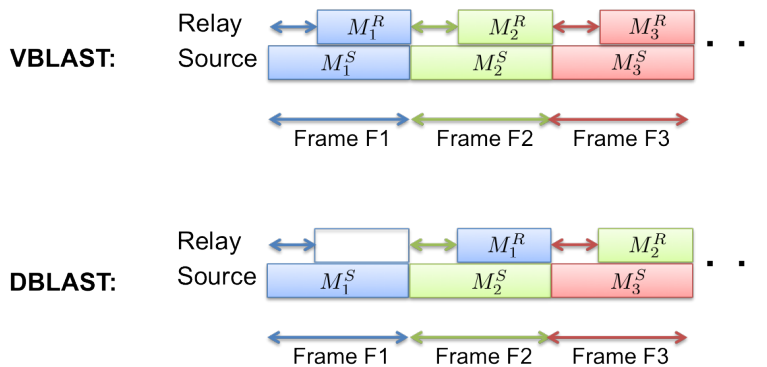 Relay $M_1^R$ $M_2^R$ $M_3^R$
VBLAST: Source $M_1^S$ $M_2^S$ $M_3^S$ . .
Frame F1 Frame F2 Frame F3
Relay $M_1^R$ $M_2^R$
DBLAST: Source $M_1^S$ $M_2^S$ $M_3^S$ . .
Frame F1 Frame F2 Frame F3